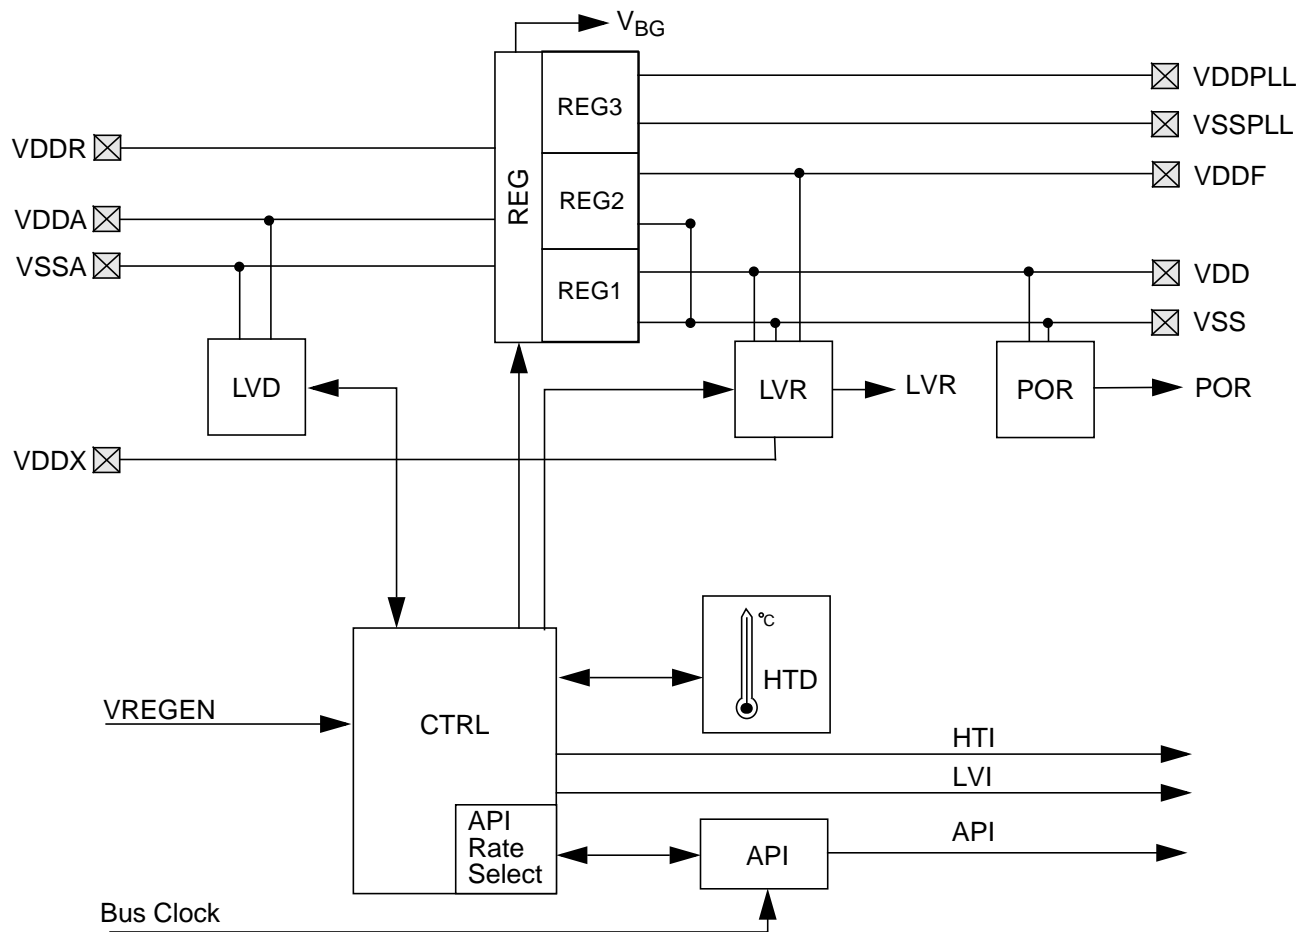 VBG
VDDPLL
REG3
VSSPLL
VDDR
VDDF
REG
REG2
VDDA
VSSA
VDD
REG1
VSS
LVD
LVR
LVR
POR
POR
VDDX
°C
HTD
VREGEN
CTRL
HTI
LVI
API
Rate
Select
API
API
Bus Clock